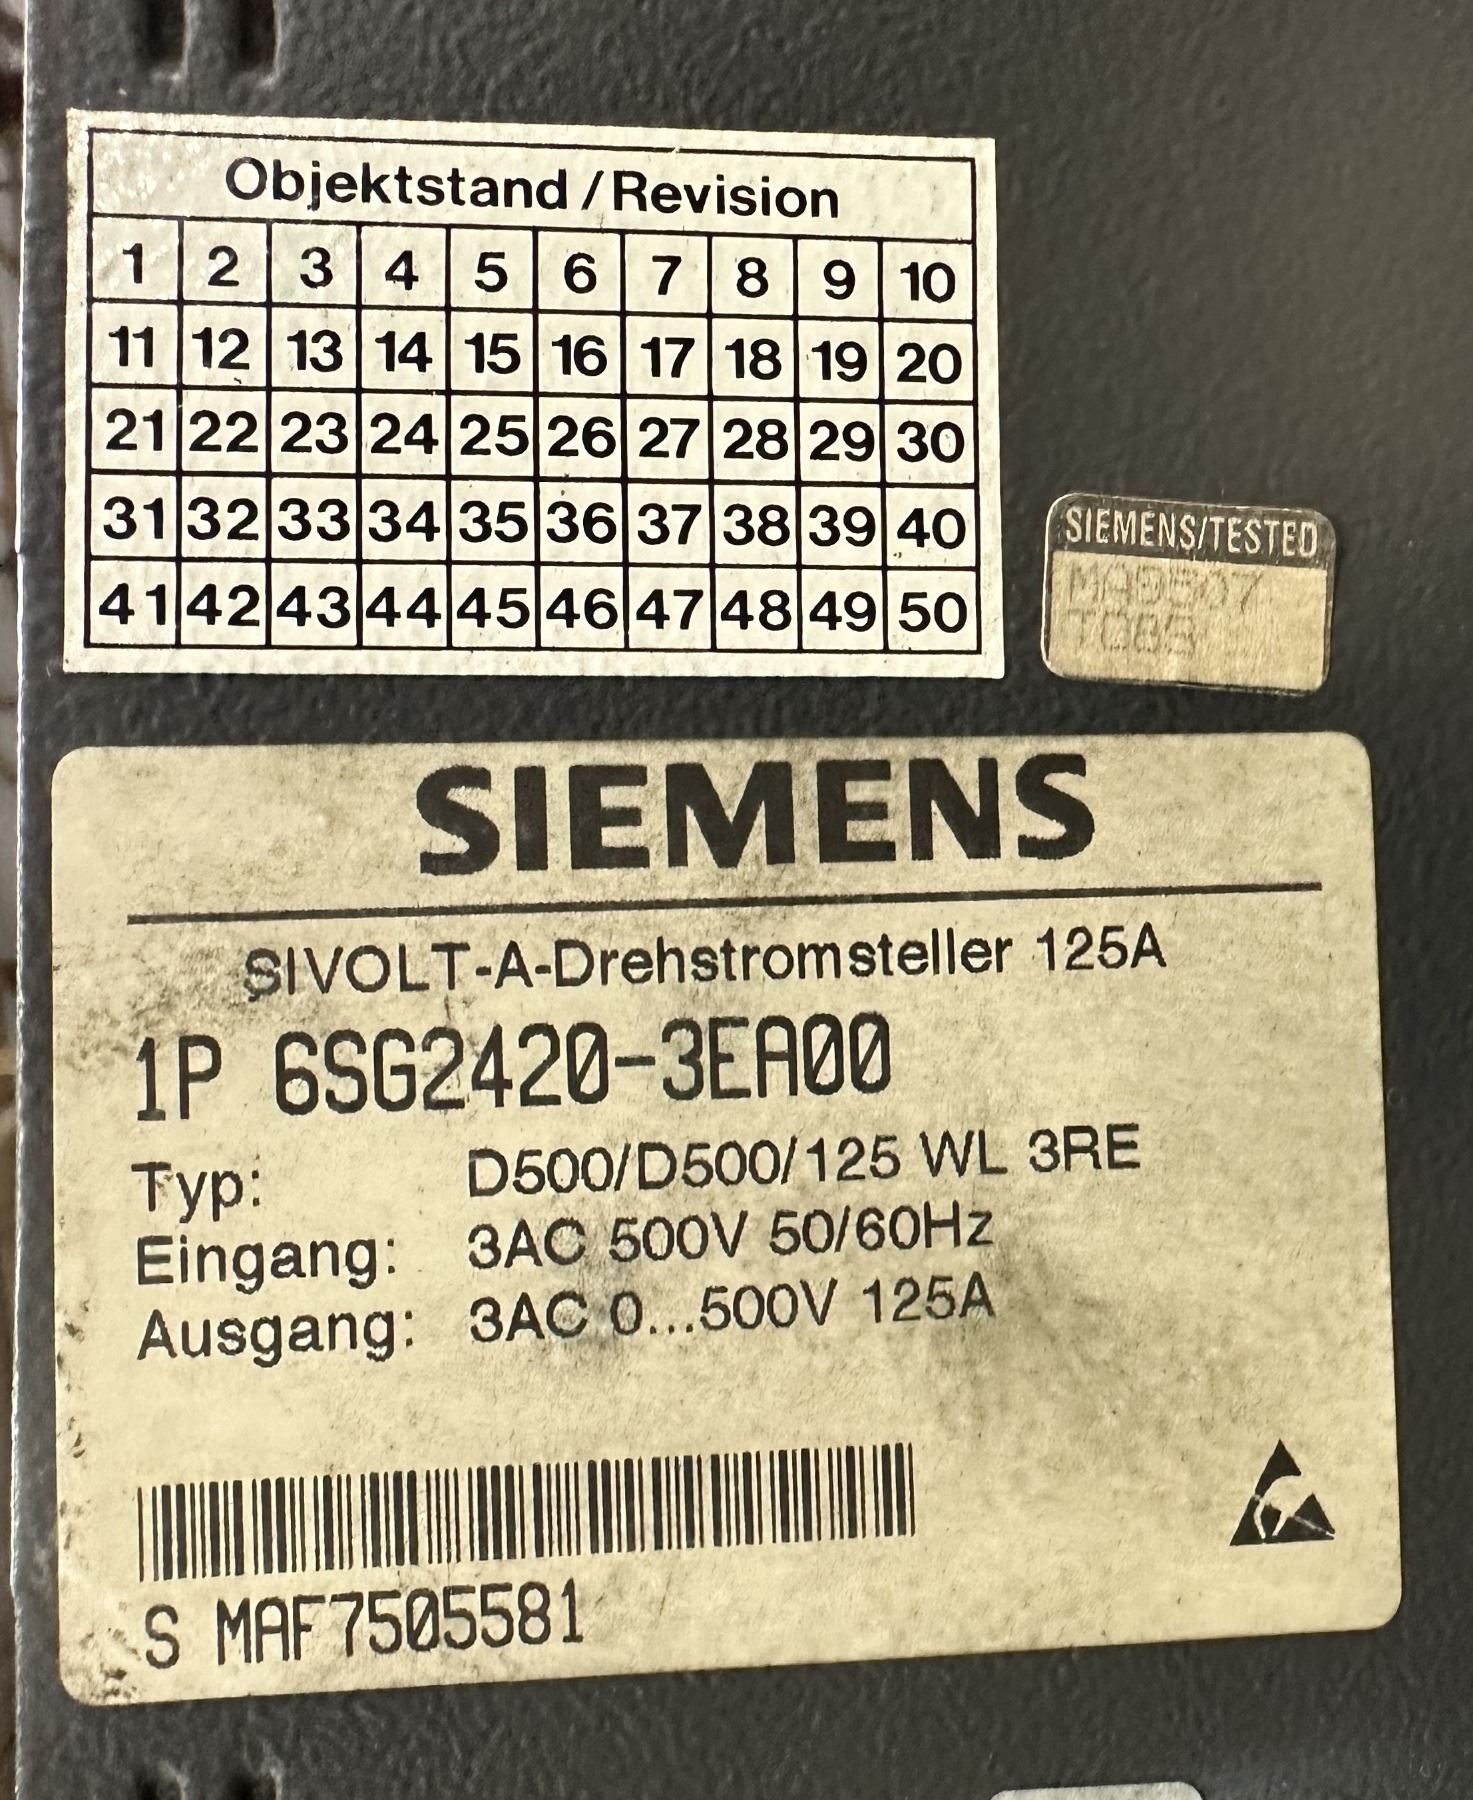 Objektstand / Revision
1 2 3 4 5 6 7 8 9 10
11 12 13 14 15 16 17 18 19 20
21 22 23 24 25 26 27 28 29 30
31 32 33 34 35 36 37 38 39 40
41 42 43 44 45 46 47 48 49 50
SIEMENS/TESTED
SIEMENS
SIVOLT-A-Drehstromsteller 125A
1P 6SG2420-3EA00
Typ: D500/D500/125 WL 3RE
Eingang: 3AC 500V 50/60Hz
Ausgang: 3AC 0...500V 125A
S MAF7505581